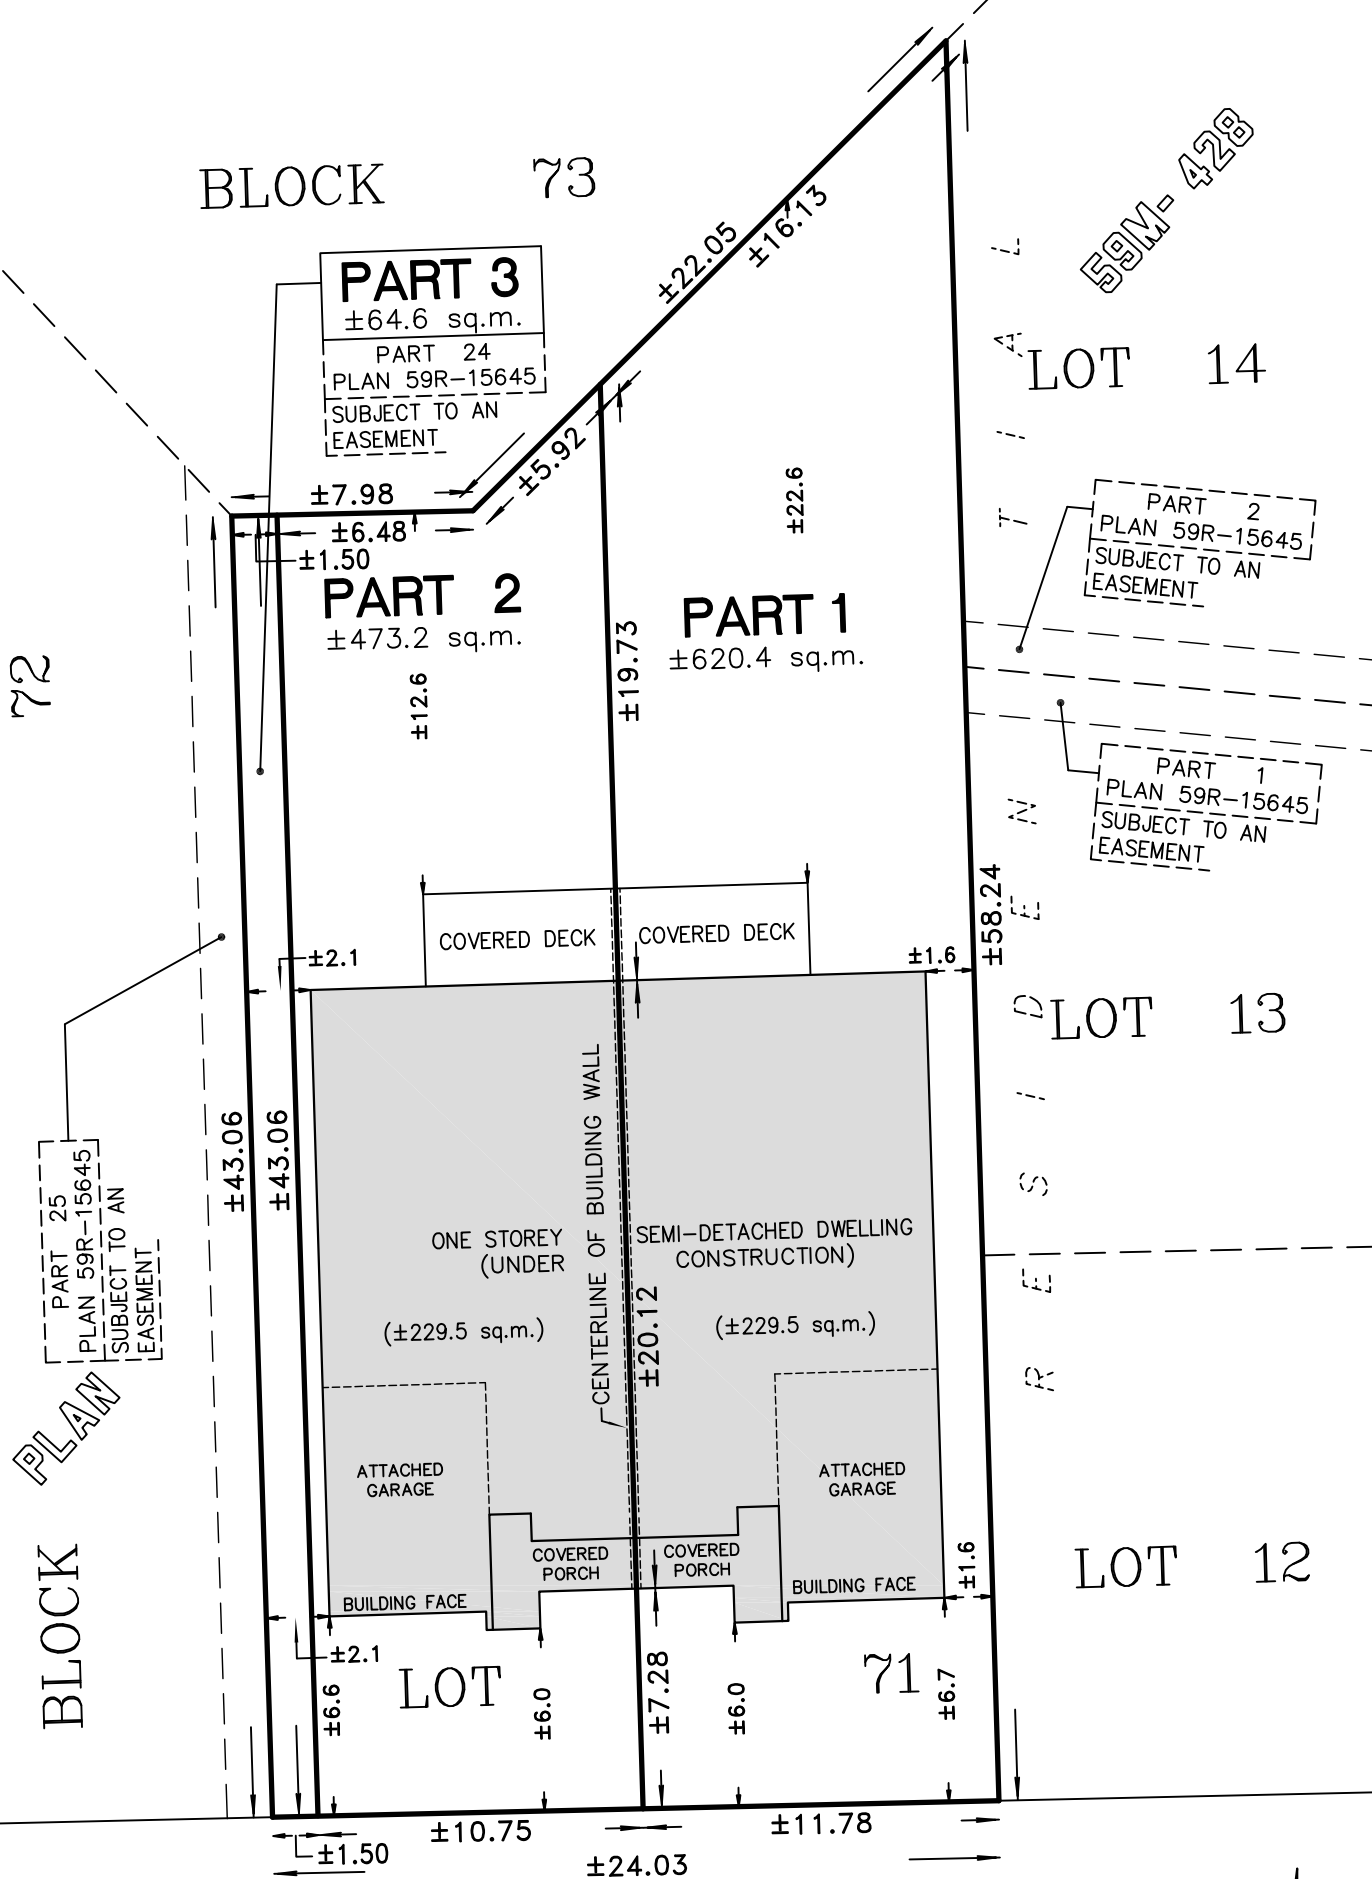 BLOCK 73
59M-428
PART 3
±64.6 sq.m.
PART 24
PLAN 59R-15645
SUBJECT TO AN
EASEMENT
±22.05
±16.13
±5.92
LOT 14
±7.98
±6.48
±1.50
±22.6
PART 2
±473.2 sq.m.
±12.6
PART 1
±620.4 sq.m.
±19.73
PART 2
PLAN 59R-15645
SUBJECT TO AN
EASEMENT
PART 1
PLAN 59R-15645
SUBJECT TO AN
EASEMENT
BLOCK 72
PLAN
PART 25
PLAN 59R-15645
SUBJECT TO AN
EASEMENT
±43.06
±43.06
±2.1
COVERED DECK
COVERED DECK
±1.6
±58.24
RESIDENTIAL
LOT 13
CENTERLINE OF BUILDING WALL
ONE STOREY SEMI-DETACHED DWELLING
(UNDER CONSTRUCTION)
(±229.5 sq.m.)
(±229.5 sq.m.)
±20.12
ATTACHED
GARAGE
ATTACHED
GARAGE
COVERED
PORCH
COVERED
PORCH
BUILDING FACE
BUILDING FACE
±1.6
LOT 12
±2.1
LOT 71
±6.6
±6.0
±7.28
±6.0
±6.7
±1.50
±10.75
±11.78
±24.03